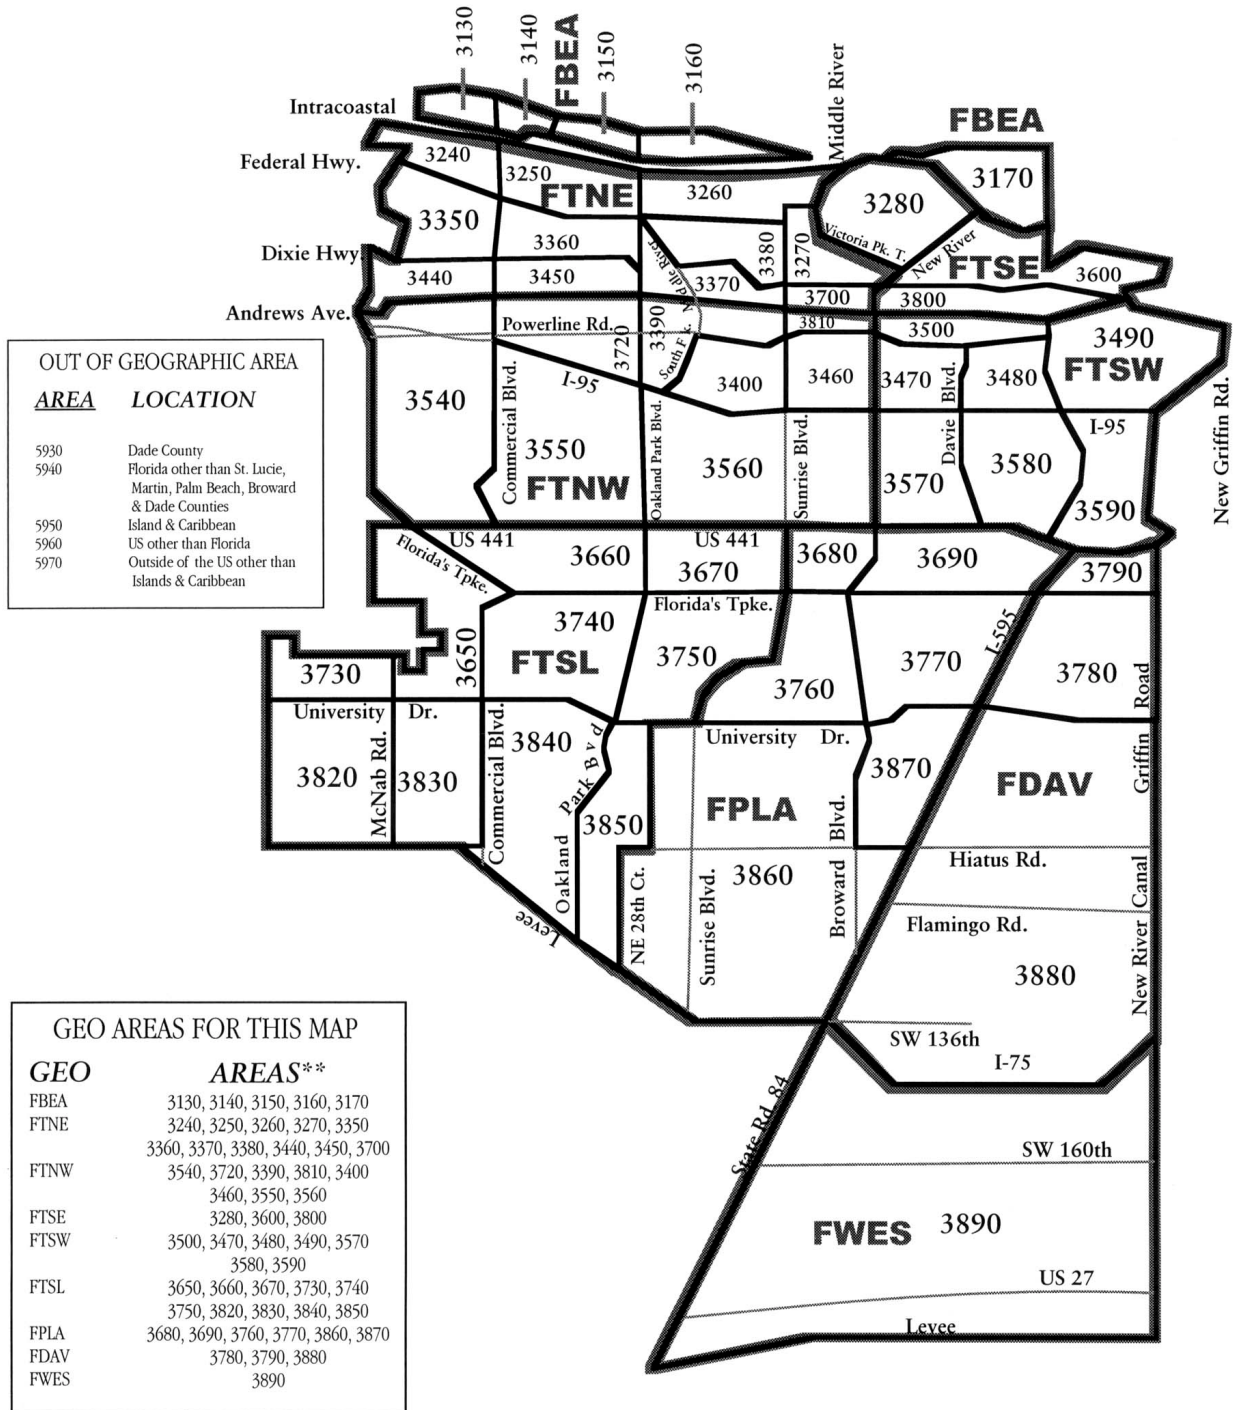 3130
3140
FBEA
3150
3160
Middle River
Intracoastal
FBEA
Federal Hwy.
3240
3250
FTNE
3260
3280
3170
3350
Victoria Pk. T.
New River
Dixie Hwy
3360
Middle River
3380
3270
FTSE
3600
3440
3450
3370
3700
3800
Andrews Ave.
Powerline Rd.
3720
3390
South Fk.
3810
3500
3490
FTSW
I-95
3540
Commercial Blvd.
3400
3460
3470
Davie Blvd.
3480
New Griffin Rd.
OUT OF GEOGRAPHIC AREA
AREA LOCATION
5930 Dade County
5940 Florida other than St. Lucie,
Martin, Palm Beach, Broward
& Dade Counties
5950 Island & Caribbean
5960 US other than Florida
5970 Outside of the US other than
Islands & Caribbean
3550
FTNW
Oakland Park Blvd.
3560
Sunrise Blvd.
3570
3580
I-95
3590
US 441
US 441
Florida's Tpke.
3660
3670
3680
3690
3790
Florida's Tpke.
3740
3650
FTSL
3750
3760
3770
I-595
3780
3730
University Dr.
University Dr.
3820
McNab Rd.
3830
Commercial Blvd.
3840
Oakland Park Bvd
3850
FPLA
3870
FDAV
Griffin Road
NE 28th Ct.
Sunrise Blvd.
3860
Broward Blvd.
Hiatus Rd.
Flamingo Rd.
Levee
3880
New River Canal
SW 136th
I-75
State Rd. 84
SW 160th
FWES 3890
US 27
Levee
GEO AREAS FOR THIS MAP
GEO AREAS**
FBEA 3130, 3140, 3150, 3160, 3170
FTNE 3240, 3250, 3260, 3270, 3350
3360, 3370, 3380, 3440, 3450, 3700
FTNW 3540, 3720, 3390, 3810, 3400
3460, 3550, 3560
FTSE 3280, 3600, 3800
FTSW 3500, 3470, 3480, 3490, 3570
3580, 3590
FTSL 3650, 3660, 3670, 3730, 3740
3750, 3820, 3830, 3840, 3850
FPLA 3680, 3690, 3760, 3770, 3860, 3870
FDAV 3780, 3790, 3880
FWES 3890